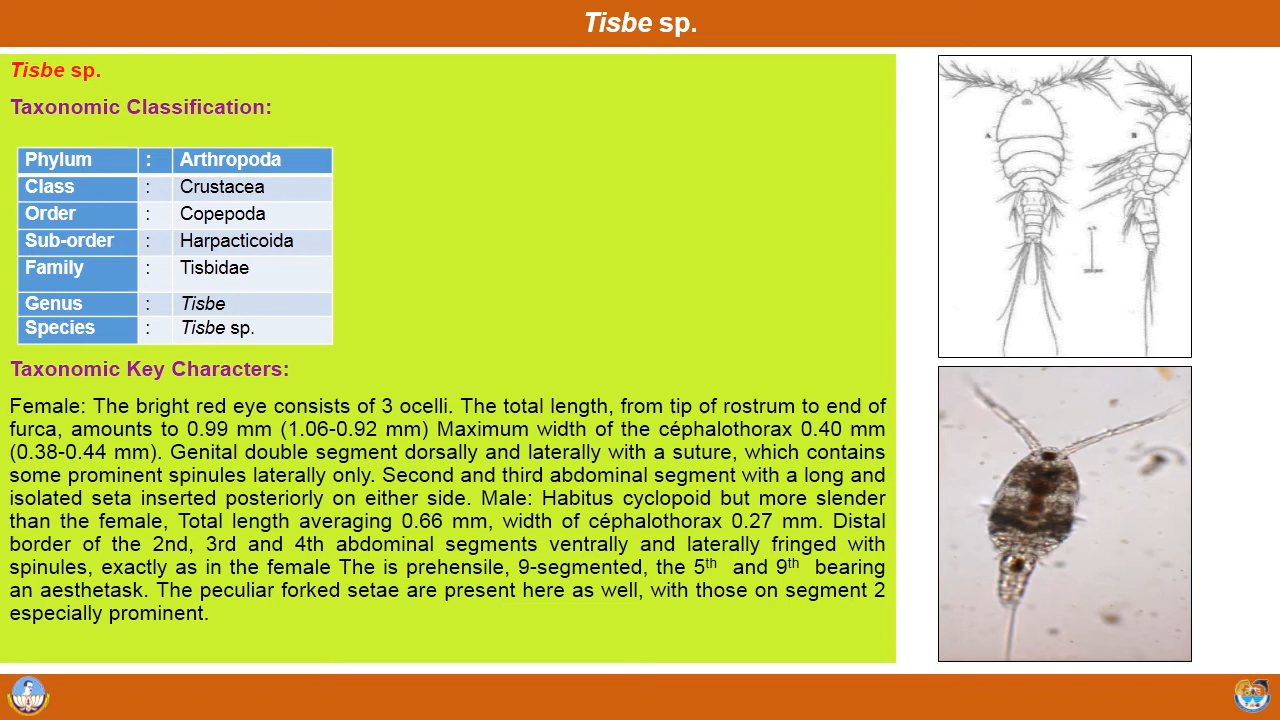 Tisbe sp.
Tisbe sp.
Taxonomic Classification:
Phylum : Arthropoda
Class : Crustacea
Order : Copepoda
Sub-order : Harpacticoida
Family : Tisbidae
Genus : Tisbe
Species : Tisbe sp.
Taxonomic Key Characters:
Female: The bright red eye consists of 3 ocelli. The total length, from tip of rostrum to end of
furca, amounts to 0.99 mm (1.06-0.92 mm) Maximum width of the céphalothorax 0.40 mm
(0.38-0.44 mm). Genital double segment dorsally and laterally with a suture, which contains
some prominent spinules laterally only. Second and third abdominal segment with a long and
isolated seta inserted posteriorly on either side. Male: Habitus cyclopoid but more slender
than the female, Total length averaging 0.66 mm, width of céphalothorax 0.27 mm. Distal
border of the 2nd, 3rd and 4th abdominal segments ventrally and laterally fringed with
spinules, exactly as in the female The is prehensile, 9-segmented, the 5th and 9th bearing
an aesthetask. The peculiar forked setae are present here as well, with those on segment 2
especially prominent.
A
B